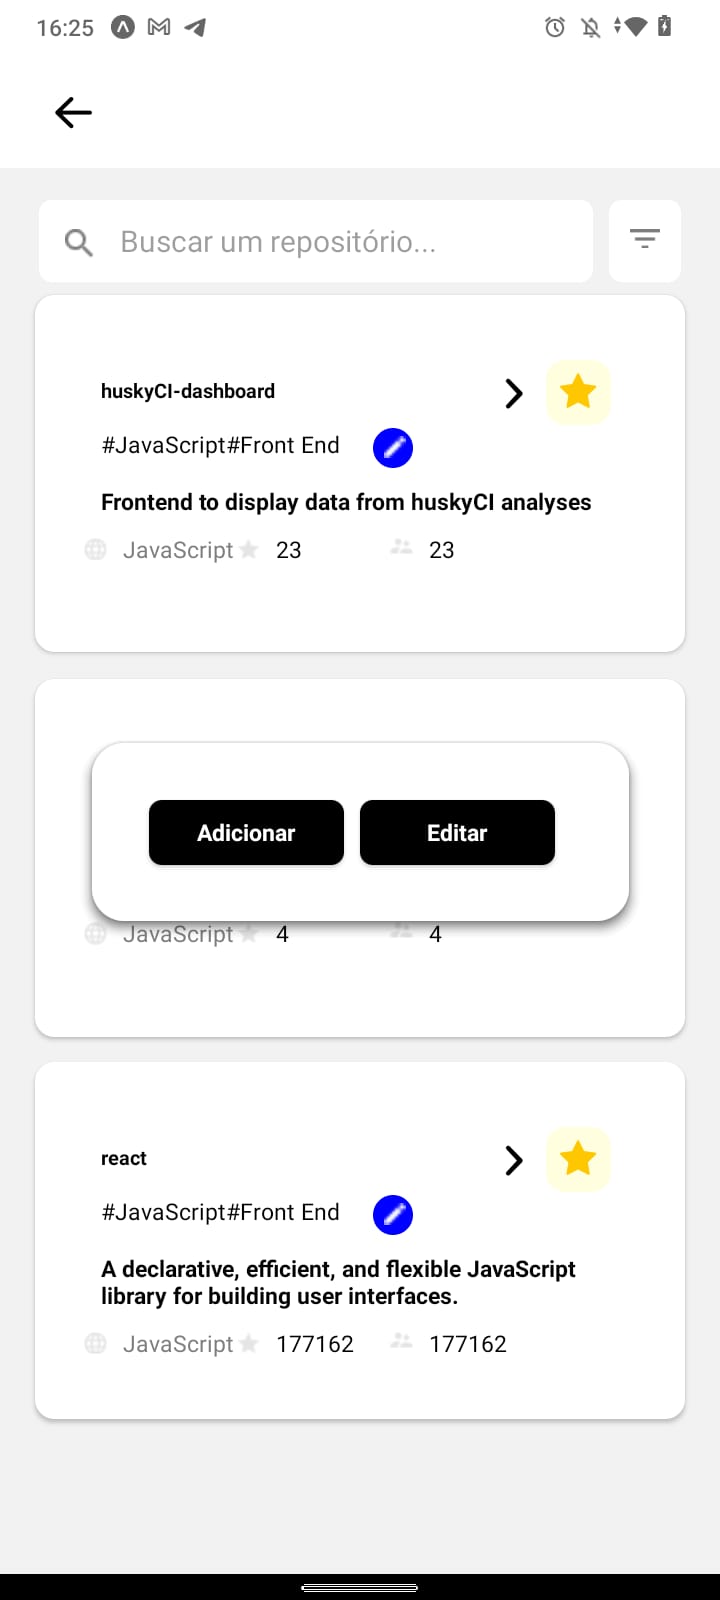 16:25
Buscar um repositório...
huskyCI-dashboard
#JavaScript#Front End
Frontend to display data from huskyCI analyses
JavaScript 23 23
Adicionar Editar
JavaScript 4 4
react
#JavaScript#Front End
A declarative, efficient, and flexible JavaScript
library for building user interfaces.
JavaScript 177162 177162